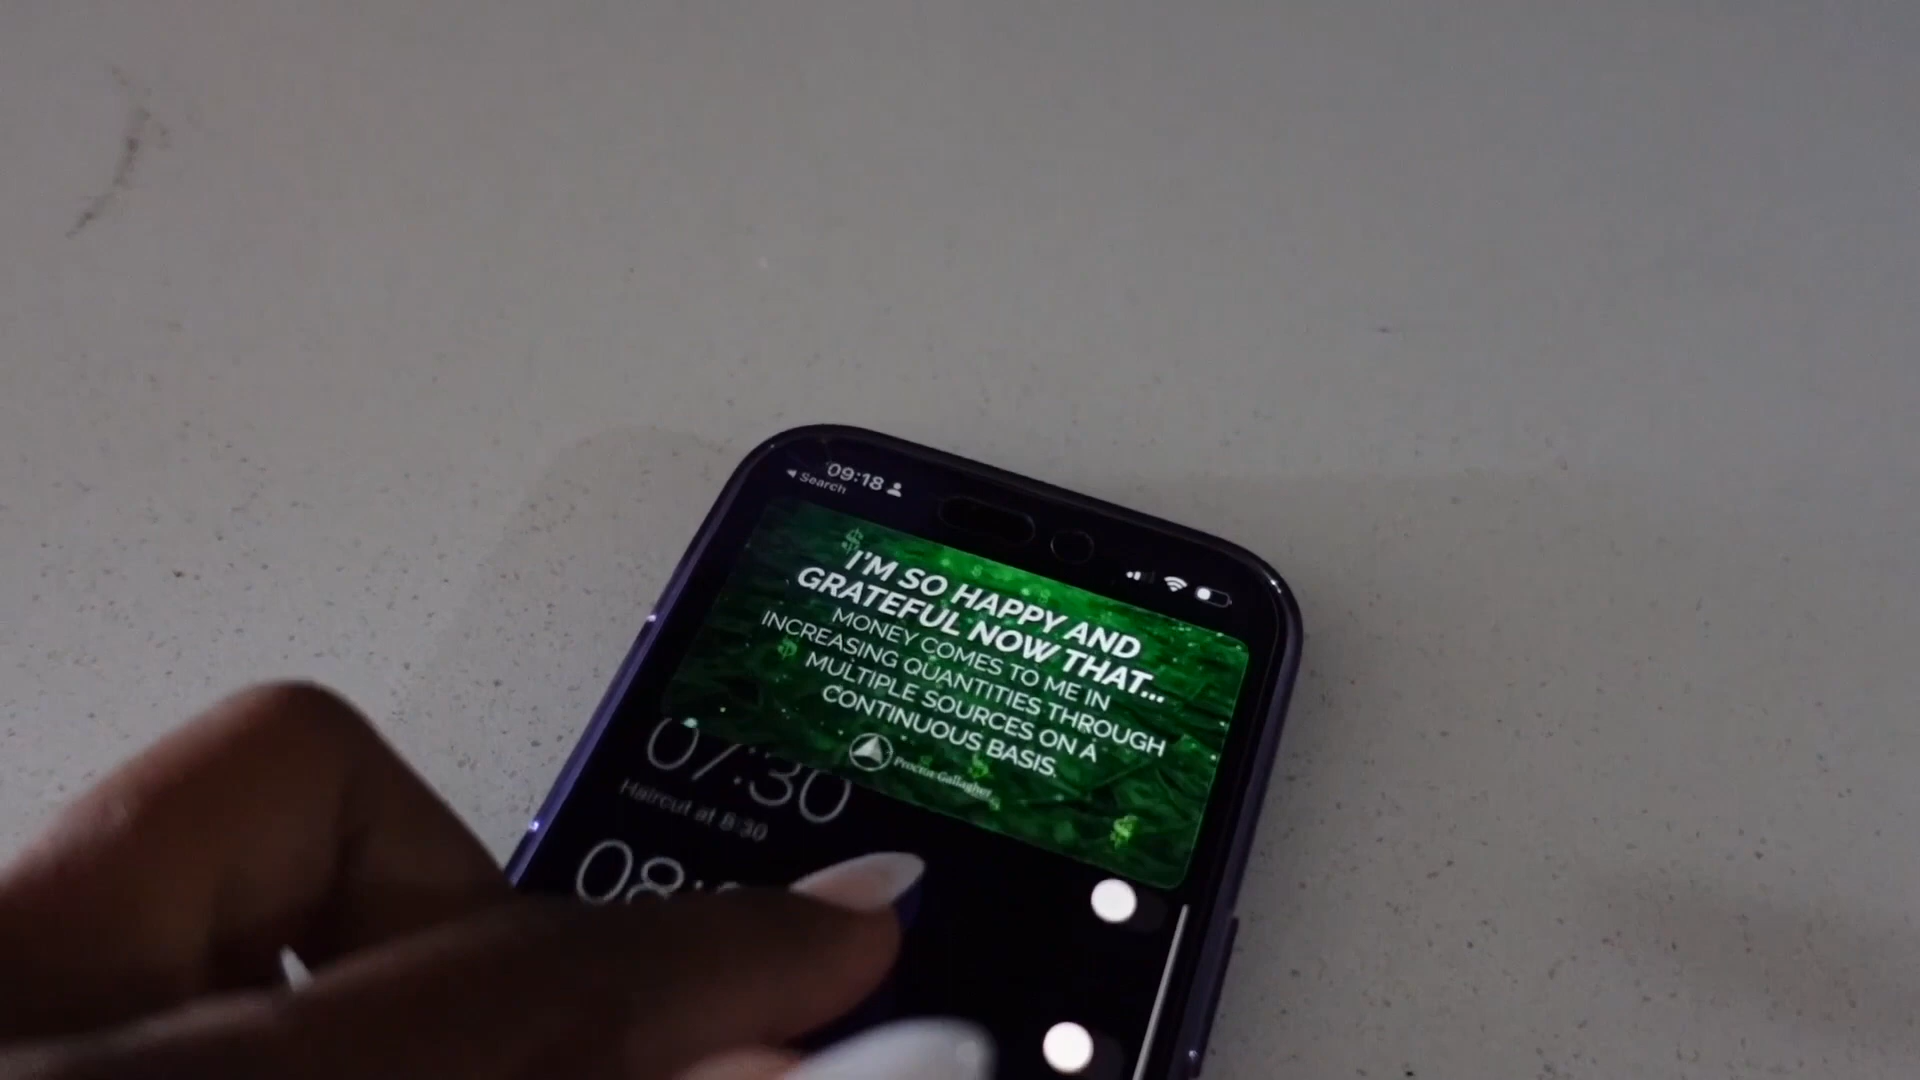 09:18
Search
I'M SO HAPPY AND
GRATEFUL NOW THAT...
MONEY COMES TO ME IN
INCREASING QUANTITIES THROUGH
MULTIPLE SOURCES ON A
CONTINUOUS BASIS.
Proctor Gallagher
07:30
Haircut at 8:30